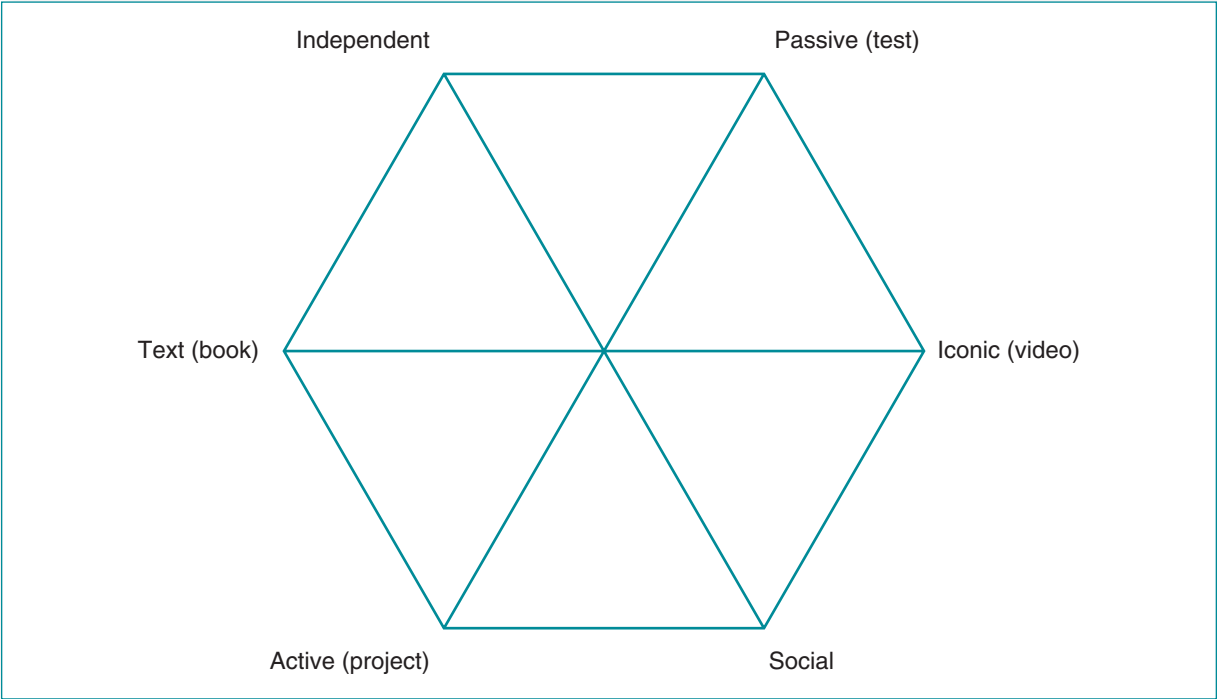 Independent
Passive (test)
Text (book)
Iconic (video)
Active (project)
Social